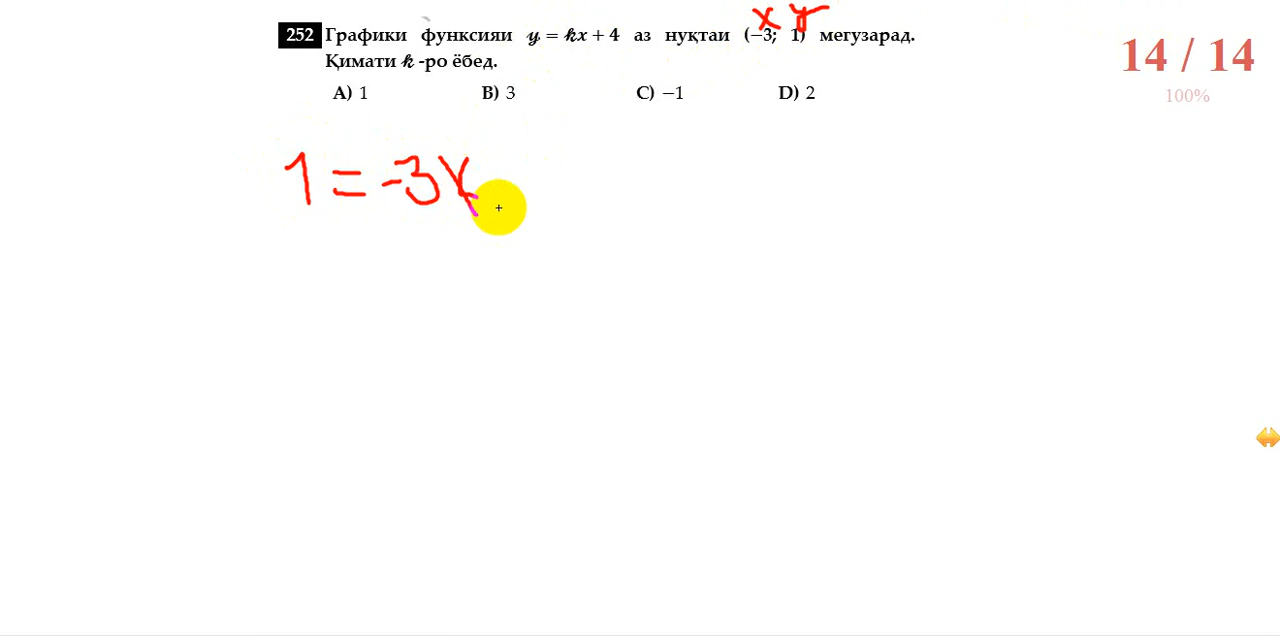 x y
252 Графики функсияи y = kx + 4 аз нуқтаи (−3; 1) мегузарад.
Қимати k -ро ёбед.
A) 1 B) 3 C) −1 D) 2
14 / 14
100%
1 = -3k